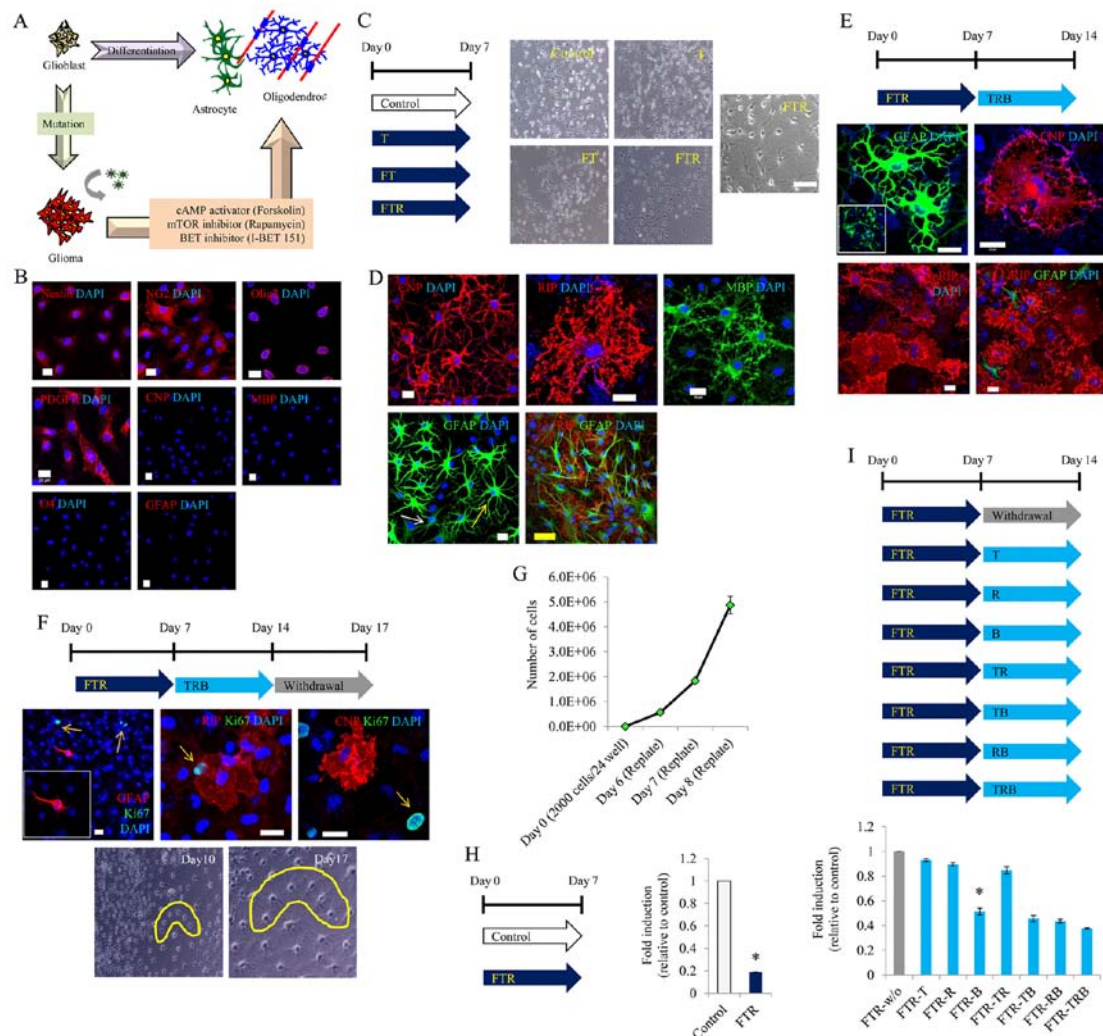 A
Glioblast
Differentiation
Astrocyte
Mutation
Glioma
cAMP activator (Forskolin)
mTOR inhibitor (Rapamycin)
BET inhibitor (I-BET 151)
B
Nestin DAPI
NG2 DAPI
Olig2
DAPI
CNP DAPI
MBP DAPI
O4 DAPI
GFAP DAPI
C
Day 0
Day 7
Control
T
FT
FTR
Control
T
FT
FTR
FTR
D
CNP DAPI
RIP DAPI
MBP DAPI
GFAP DAPI
RIP GFAP DAPI
E
Day 0
Day 7
Day 14
FTR
TRB
GFAP DAPI
CNP DAPI
RIP
DAPI
RIP GFAP
DAPI
F
Day 0
Day 7
Day 14
Day 17
FTR
TRB
Withdrawal
GFAP
Ki67
DAPI
RIP Ki67 DAPI
CNP Ki67 DAPI
Day10
Day17
G
Number of cells
6.0E+06
5.0E+06
4.0E+06
3.0E+06
2.0E+06
1.0E+06
0.0E+00
Day 0 (2000 cells/24 well)
Day 6 (Replate)
Day 7 (Replate)
Day 8 (Replate)
H
Day 0
Day 7
Control
FTR
Fold induction
(relative to control)
1.2
1
0.8
0.6
0.4
0.2
0
*
Control
FTR
I
Day 0
Day 7
Day 14
FTR
Withdrawal
FTR
T
FTR
R
FTR
B
FTR
TR
FTR
TB
FTR
RB
FTR
TRB
Fold induction
(relative to control)
1.2
1
0.8
0.6
0.4
0.2
0
*
FTR-w/o
FTR-T
FTR-R
FTR-B
FTR-TR
FTR-TB
FTR-RB
FTR-TRB